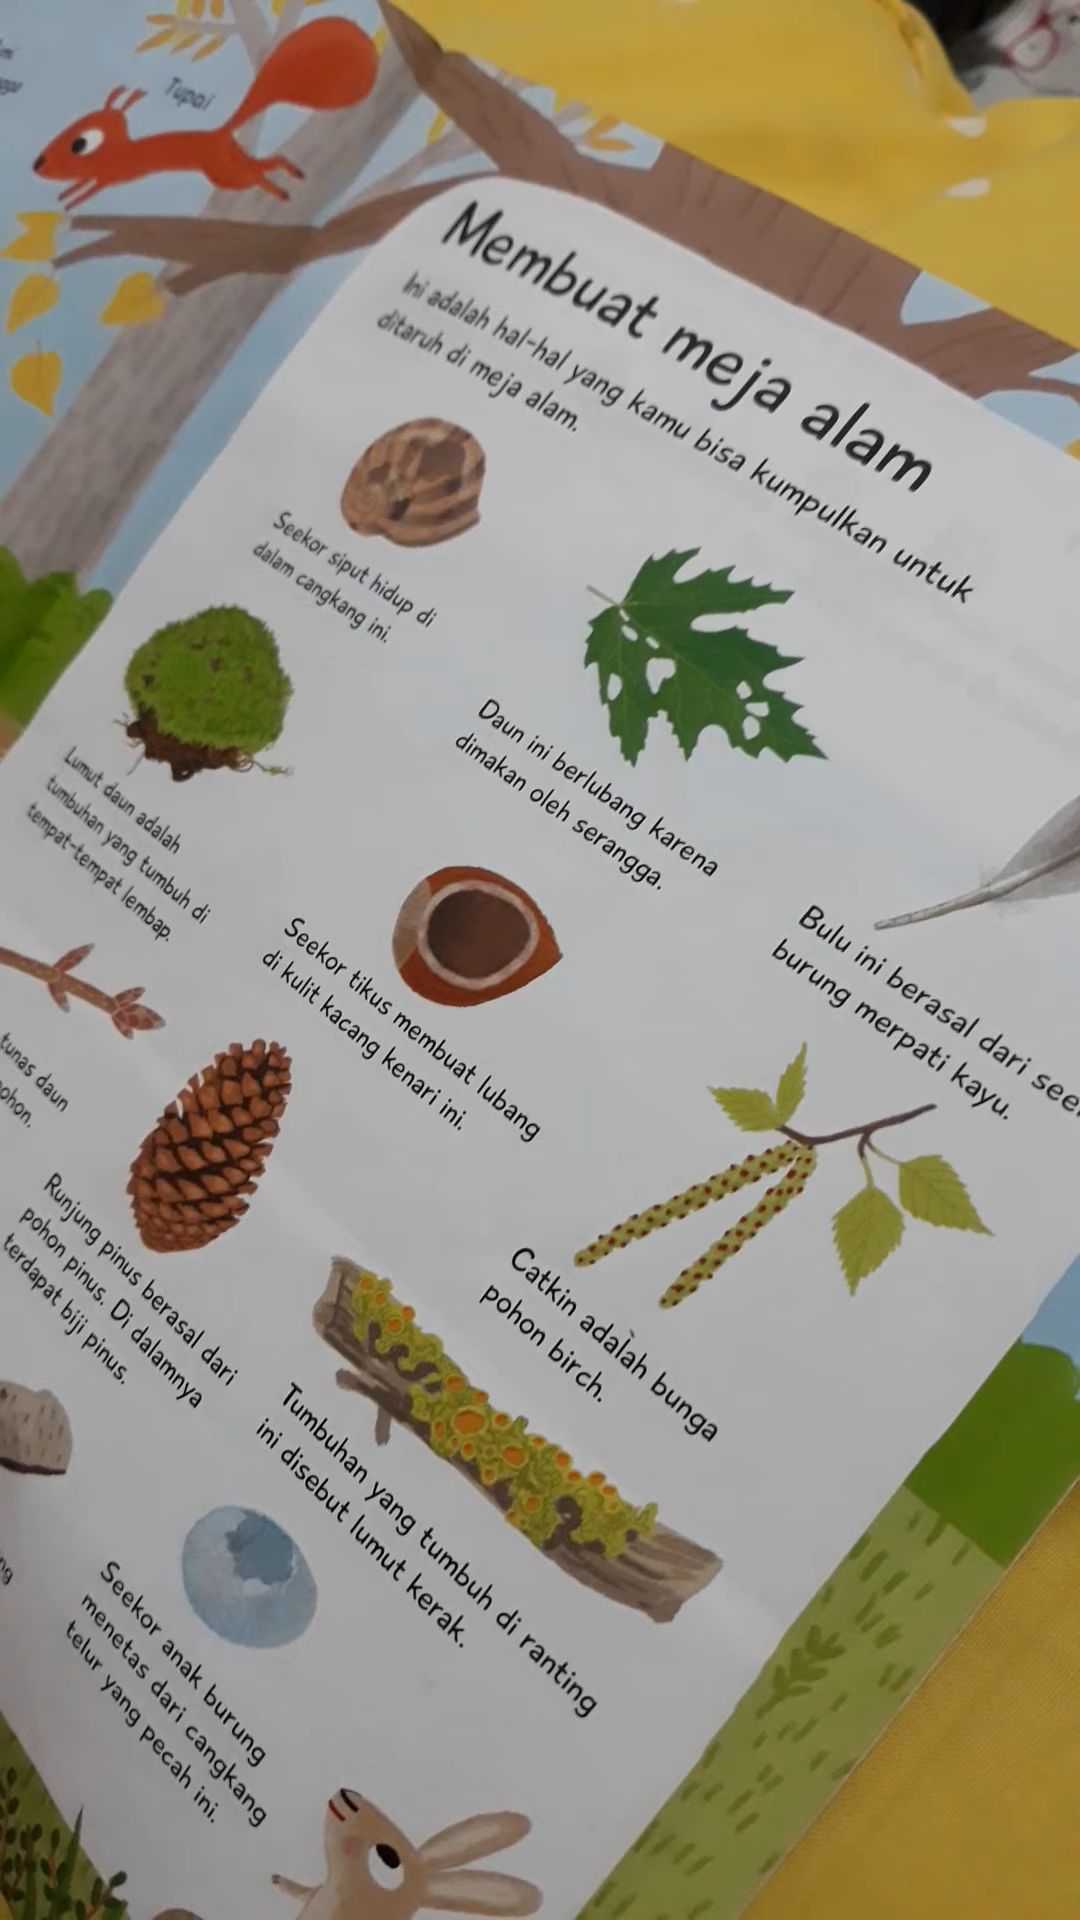 Tupai
Membuat meja alam
Ini adalah hal-hal yang kamu bisa kumpulkan untuk
ditaruh di meja alam.
Seekor siput hidup di
dalam cangkang ini.
Daun ini berlubang karena
dimakan oleh serangga.
Lumut daun adalah
tumbuhan yang tumbuh di
tempat-tempat lembap.
Seekor tikus membuat lubang
di kulit kacang kenari ini.
Bulu ini berasal dari
burung merpati kayu.
tunas daun
Runjung pinus berasal dari
pohon pinus. Di dalamnya
terdapat biji pinus.
Catkin adalah bunga
pohon birch.
Tumbuhan yang tumbuh di ranting
ini disebut lumut kerak.
Seekor anak burung
menetas dari cangkang
telur yang pecah ini.